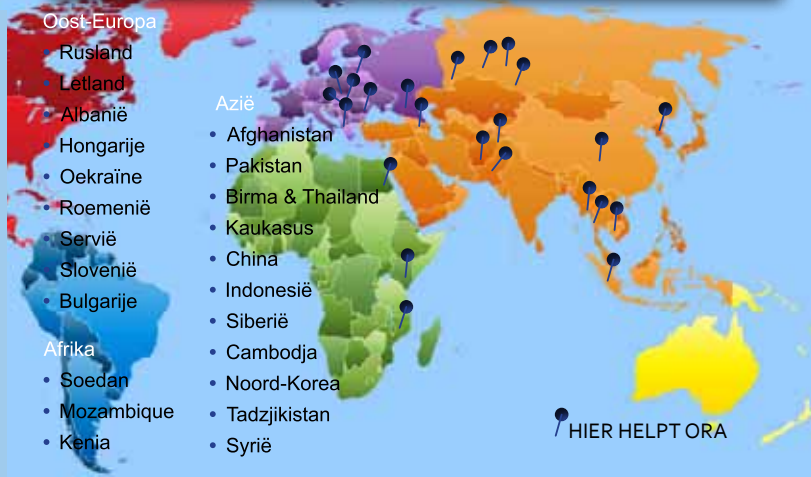 Oost-Europa
• Rusland
• Letland
• Albanië
• Hongarije
• Oekraïne
• Roemenië
• Servië
• Slovenië
• Bulgarije
Afrika
• Soedan
• Mozambique
• Kenia
Azië
• Afghanistan
• Pakistan
• Birma & Thailand
• Kaukasus
• China
• Indonesië
• Siberië
• Cambodja
• Noord-Korea
• Tadzjikistan
• Syrië
HIER HELPT ORA